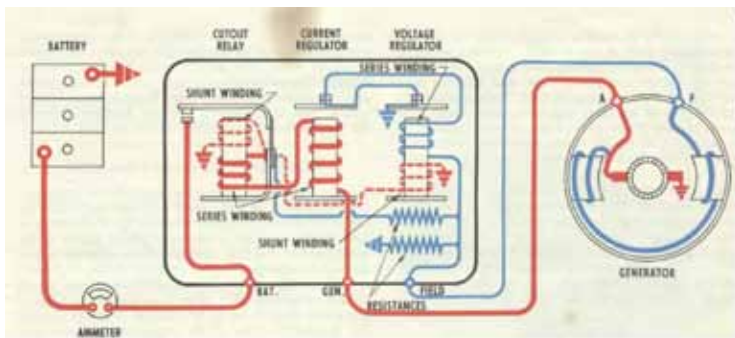 BATTERY
CUTOUT
RELAY
CURRENT
REGULATOR
VOLTAGE
REGULATOR
SERIES WINDING
SHUNT WINDING
A
F
SERIES WINDING
SHUNT WINDING
GENERATOR
BAT.
GEN.
FIELD
RESISTANCES
AMMETER